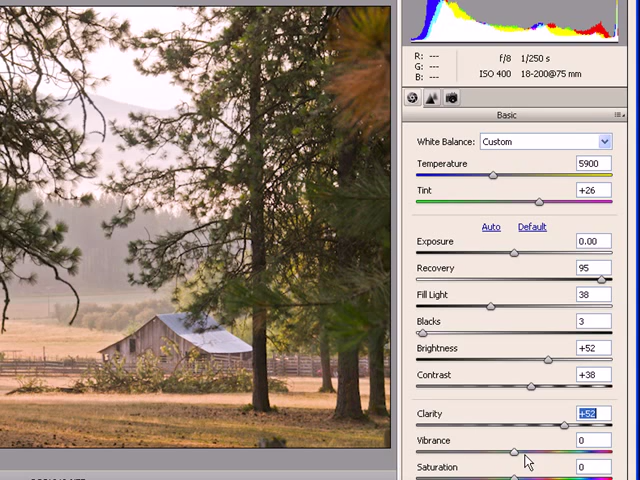 R: ---
G: ---
B: ---
f/8 1/250 s
ISO 400 18-200@75 mm
Basic
White Balance: Custom
Temperature 5900
Tint +26
Auto Default
Exposure 0.00
Recovery 95
Fill Light 38
Blacks 3
Brightness +52
Contrast +38
Clarity +52
Vibrance 0
Saturation 0